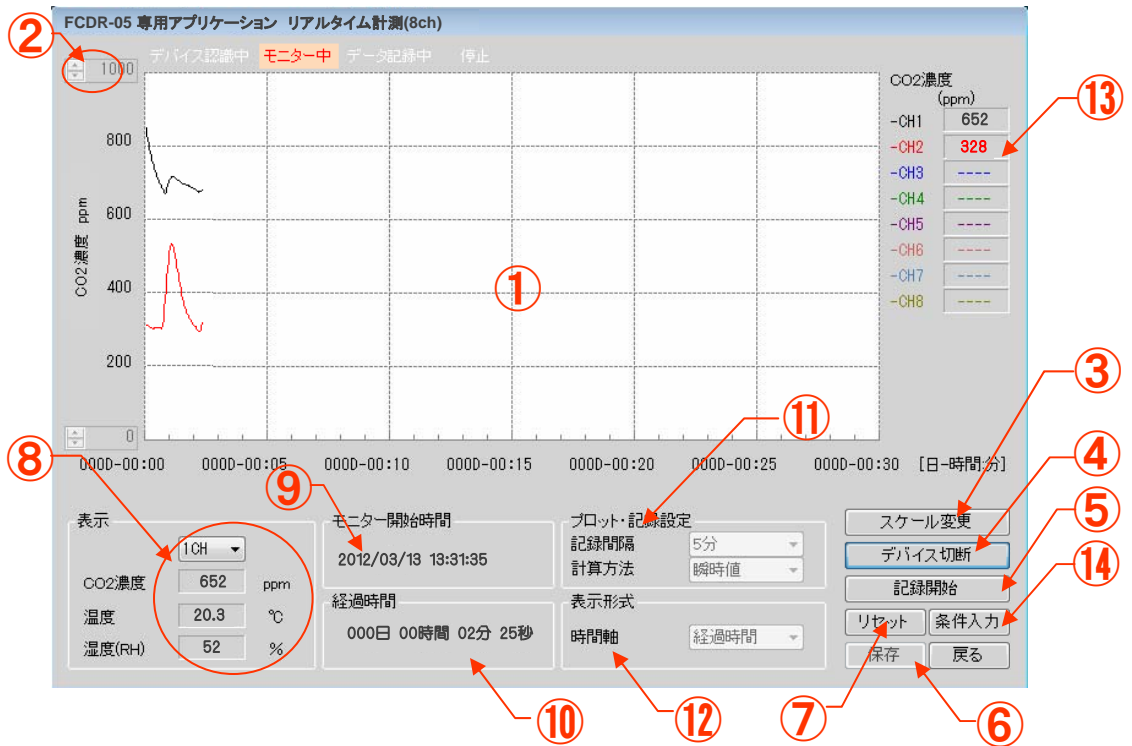 FCDR-05 専用アプリケーション リアルタイム計測(8ch)
②
デバイス認識中 モニター中 データ記録中 停止
1000
800
600
400
200
0
CO2濃度 ppm
①
CO2濃度
(ppm)
-CH1 652
-CH2 328
-CH3 ----
-CH4 ----
-CH5 ----
-CH6 ----
-CH7 ----
-CH8 ----
⑬
③
⑪
0000-00:00 0000-00:05 0000-00:10 0000-00:15 0000-00:20 0000-00:25 0000-00:30 [日-時間:分]
⑧
⑨
④
⑤
⑭
表示
1CH
CO2濃度 652 ppm
温度 20.3 ℃
湿度(RH) 52 %
モニター開始時間
2012/03/13 13:31:35
経過時間
000日 00時間 02分 25秒
プロット・記録設定
記録間隔 5分
計算方法 瞬時値
表示形式
時間軸 経過時間
スケール変更
デバイス切断
記録開始
リセット 条件入力
保存 戻る
⑩
⑫
⑦
⑥